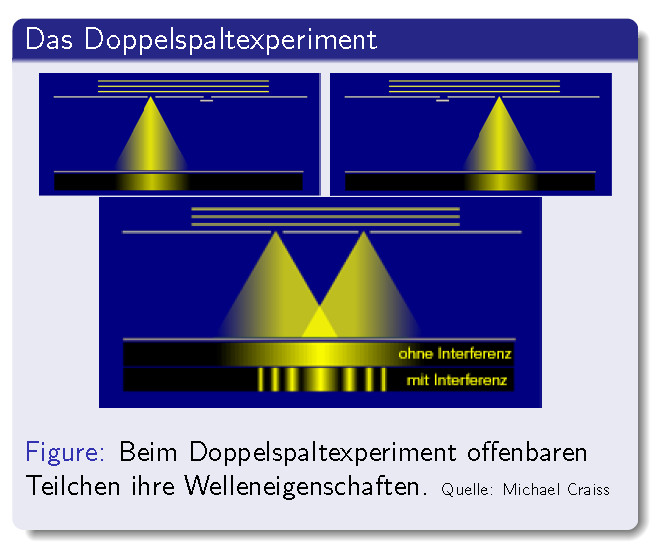 Das Doppelspaltexperiment
ohne Interferenz
mit Interferenz
Figure: Beim Doppelspaltexperiment offenbaren
Teilchen ihre Welleneigenschaften. Quelle: Michael Craiss